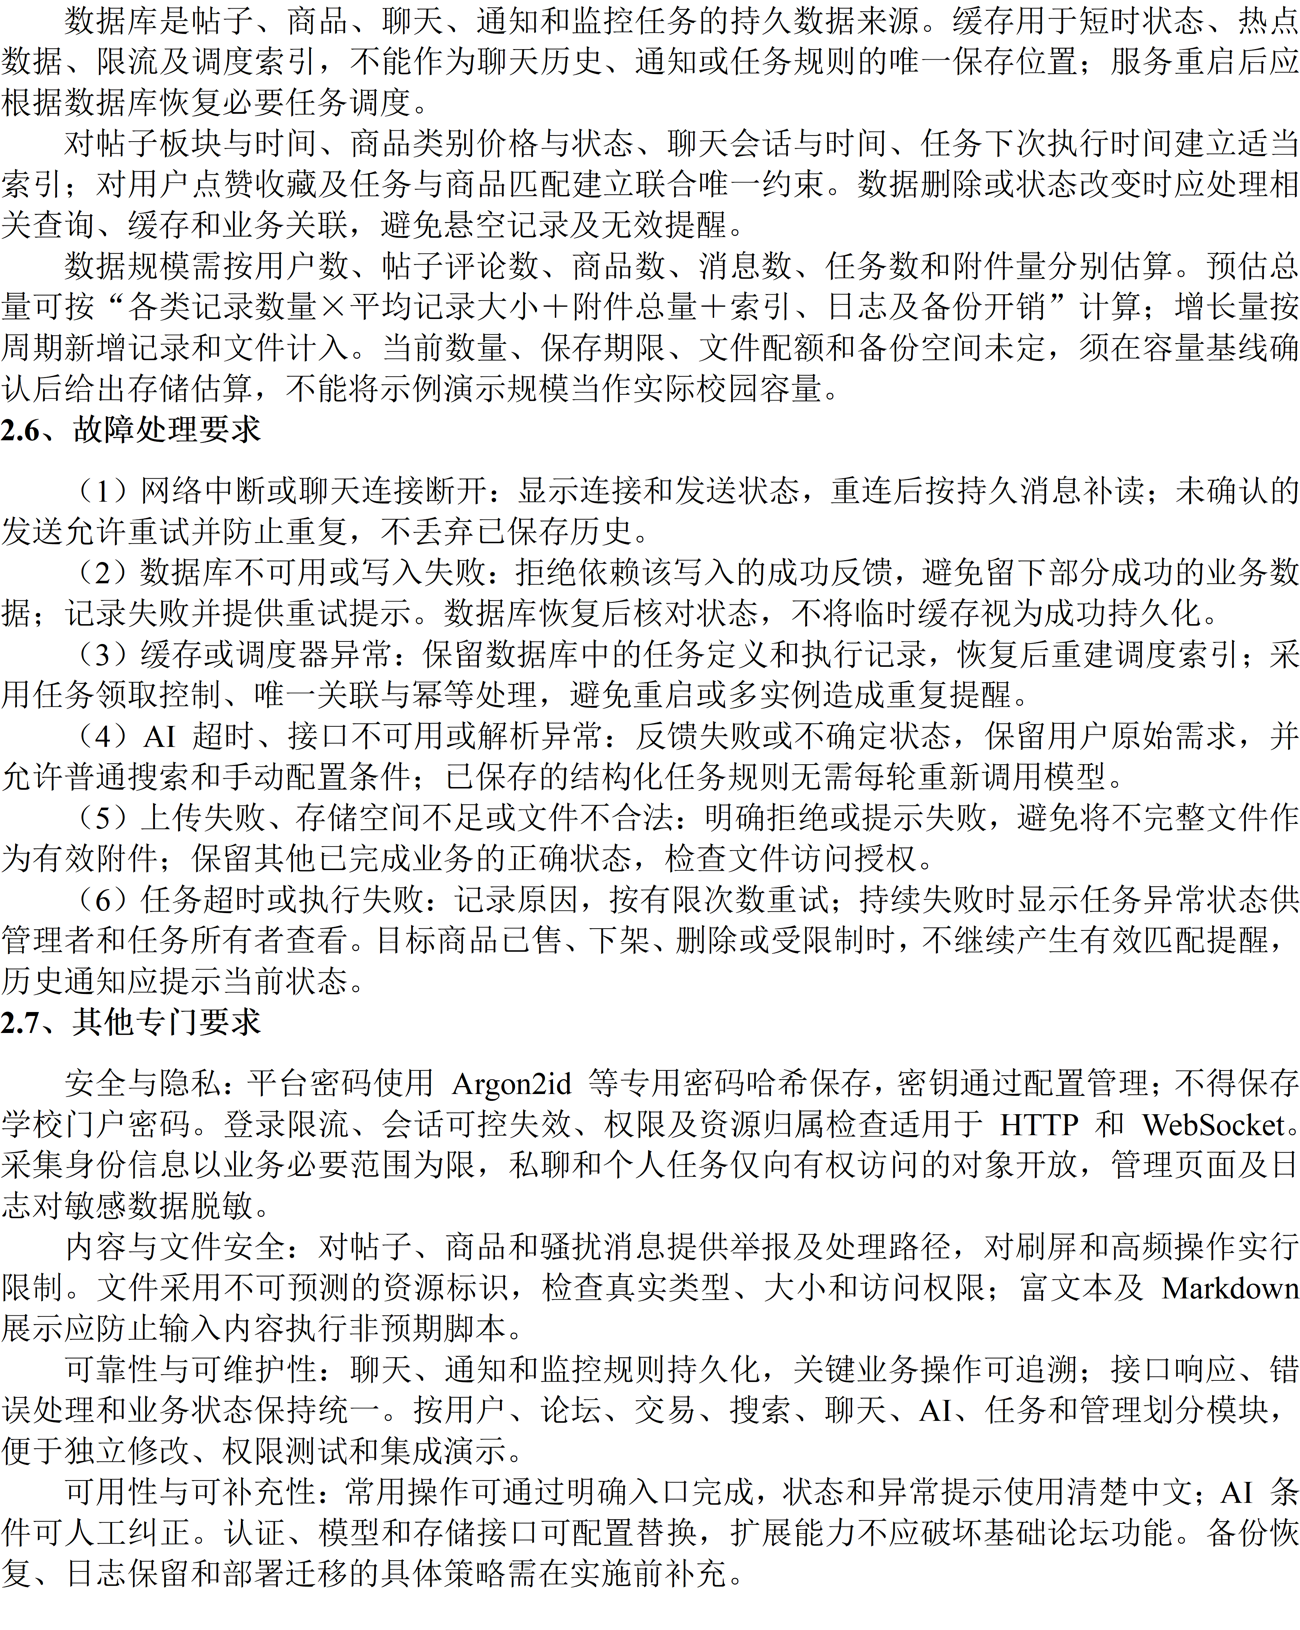 数据库是帖子、商品、聊天、通知和监控任务的持久数据来源。缓存用于短时状态、热点
数据、限流及调度索引，不能作为聊天历史、通知或任务规则的唯一保存位置；服务重启后应
根据数据库恢复必要任务调度。
对帖子板块与时间、商品类别价格与状态、聊天会话与时间、任务下次执行时间建立适当
索引；对用户点赞收藏及任务与商品匹配建立联合唯一约束。数据删除或状态改变时应处理相
关查询、缓存和业务关联，避免悬空记录及无效提醒。
数据规模需按用户数、帖子评论数、商品数、消息数、任务数和附件量分别估算。预估总
量可按“各类记录数量×平均记录大小＋附件总量＋索引、日志及备份开销”计算；增长量按
周期新增记录和文件计入。当前数量、保存期限、文件配额和备份空间未定，须在容量基线确
认后给出存储估算，不能将示例演示规模当作实际校园容量。
2.6、故障处理要求
（1）网络中断或聊天连接断开：显示连接和发送状态，重连后按持久消息补读；未确认的
发送允许重试并防止重复，不丢弃已保存历史。
（2）数据库不可用或写入失败：拒绝依赖该写入的成功反馈，避免留下部分成功的业务数
据；记录失败并提供重试提示。数据库恢复后核对状态，不将临时缓存视为成功持久化。
（3）缓存或调度器异常：保留数据库中的任务定义和执行记录，恢复后重建调度索引；采
用任务领取控制、唯一关联与幂等处理，避免重启或多实例造成重复提醒。
（4）AI 超时、接口不可用或解析异常：反馈失败或不确定状态，保留用户原始需求，并
允许普通搜索和手动配置条件；已保存的结构化任务规则无需每轮重新调用模型。
（5）上传失败、存储空间不足或文件不合法：明确拒绝或提示失败，避免将不完整文件作
为有效附件；保留其他已完成业务的正确状态，检查文件访问授权。
（6）任务超时或执行失败：记录原因，按有限次数重试；持续失败时显示任务异常状态供
管理者和任务所有者查看。目标商品已售、下架、删除或受限制时，不继续产生有效匹配提醒，
历史通知应提示当前状态。
2.7、其他专门要求
安全与隐私：平台密码使用 Argon2id 等专用密码哈希保存，密钥通过配置管理；不得保存
学校门户密码。登录限流、会话可控失效、权限及资源归属检查适用于 HTTP 和 WebSocket。
采集身份信息以业务必要范围为限，私聊和个人任务仅向有权访问的对象开放，管理页面及日
志对敏感数据脱敏。
内容与文件安全：对帖子、商品和骚扰消息提供举报及处理路径，对刷屏和高频操作实行
限制。文件采用不可预测的资源标识，检查真实类型、大小和访问权限；富文本及 Markdown
展示应防止输入内容执行非预期脚本。
可靠性与可维护性：聊天、通知和监控规则持久化，关键业务操作可追溯；接口响应、错
误处理和业务状态保持统一。按用户、论坛、交易、搜索、聊天、AI、任务和管理划分模块，
便于独立修改、权限测试和集成演示。
可用性与可补充性：常用操作可通过明确入口完成，状态和异常提示使用清楚中文；AI 条
件可人工纠正。认证、模型和存储接口可配置替换，扩展能力不应破坏基础论坛功能。备份恢
复、日志保留和部署迁移的具体策略需在实施前补充。